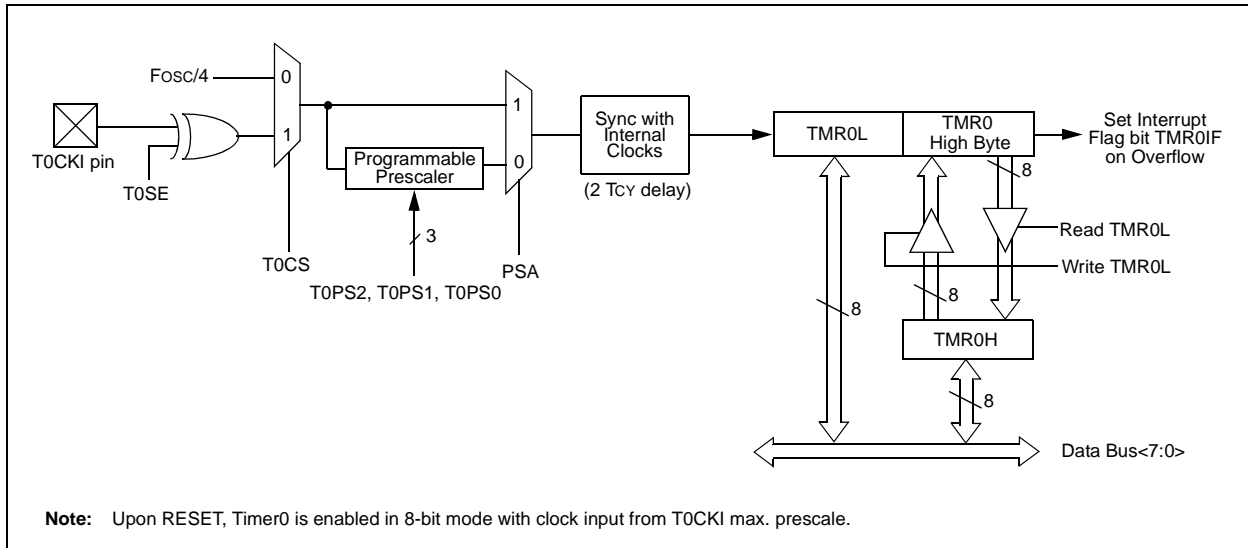 FOSC/4
0
1
T0CKI pin
T0SE
T0CS
Programmable
Prescaler
3
T0PS2, T0PS1, T0PS0
1
0
PSA
Sync with
Internal
Clocks
(2 TCY delay)
TMR0L
TMR0
High Byte
Set Interrupt
Flag bit TMR0IF
on Overflow
8
Read TMR0L
Write TMR0L
8
8
TMR0H
8
Data Bus<7:0>
Note: Upon RESET, Timer0 is enabled in 8-bit mode with clock input from T0CKI max. prescale.